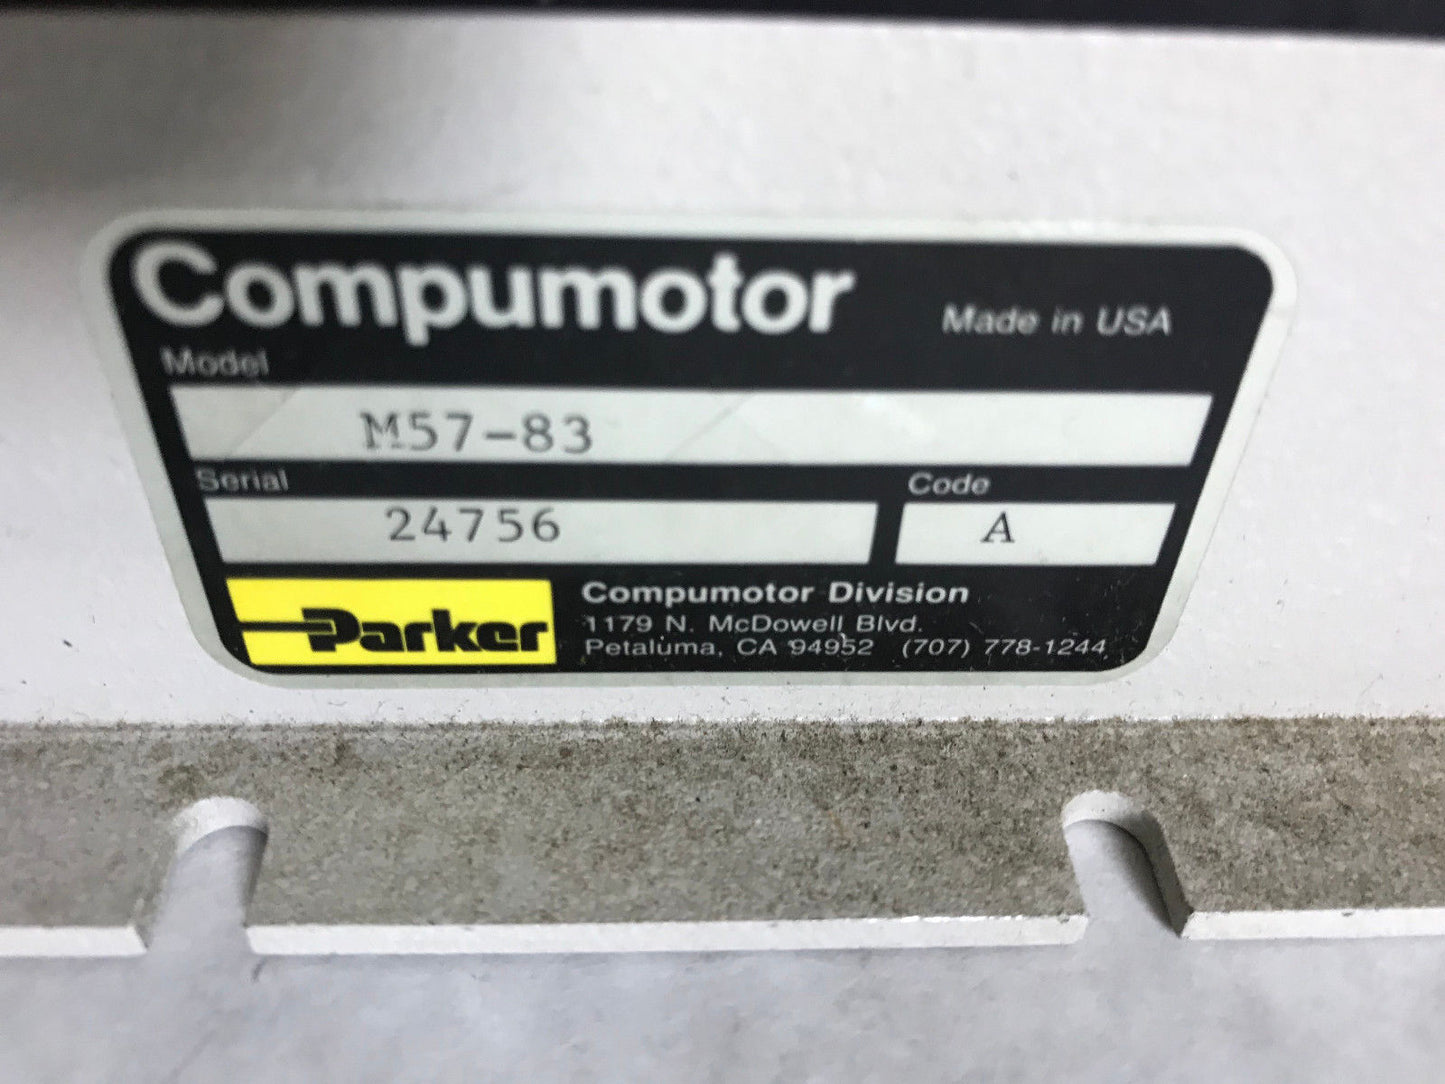 Compumotor Made in USA
Model
M57-83
Serial Code
24756 A
Parker
Compumotor Division
1179 N. McDowell Blvd.
Petaluma, CA 94952 (707) 778-1244